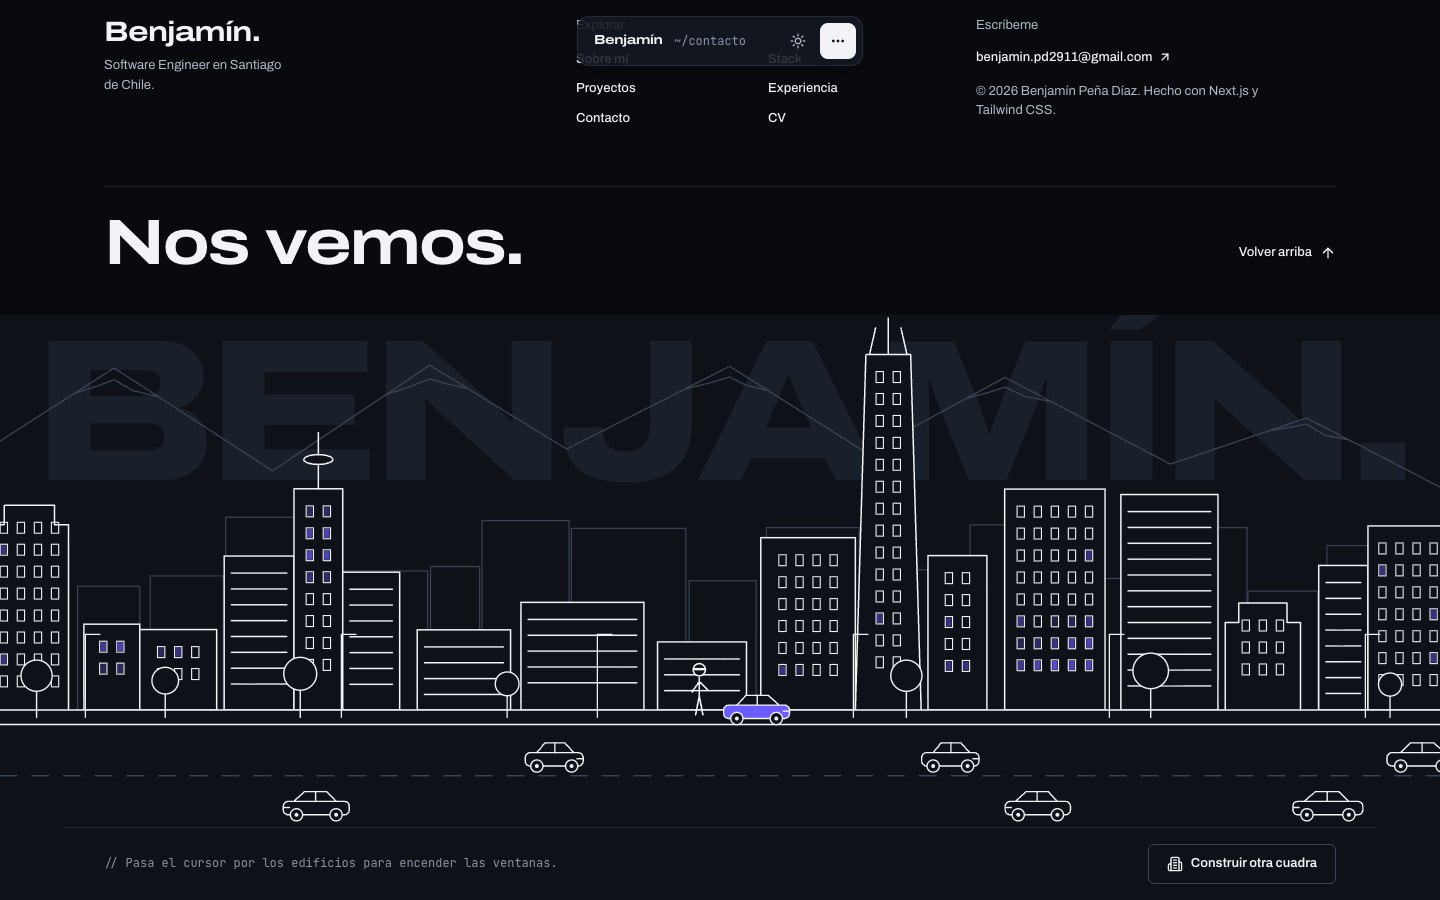 Benjamín.
Software Engineer en Santiago
de Chile.
Explorar
Benjamín ~/contacto
Sobre mí
Stack
Proyectos
Experiencia
Contacto
CV
Escríbeme
benjamin.pd2911@gmail.com
© 2026 Benjamín Peña Díaz. Hecho con Next.js y
Tailwind CSS.
Nos vemos.
Volver arriba
BENJAMÍN.
// Pasa el cursor por los edificios para encender las ventanas.
Construir otra cuadra